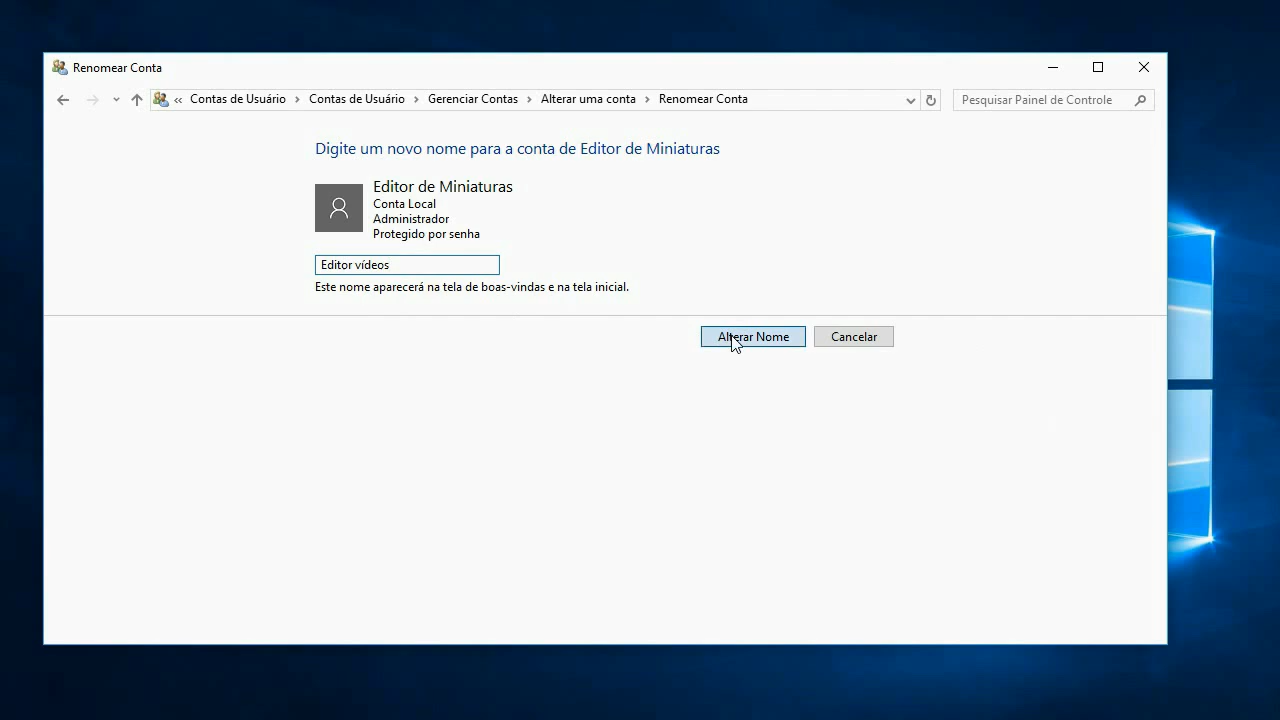 Renomear Conta
« Contas de Usuário > Contas de Usuário > Gerenciar Contas > Alterar uma conta > Renomear Conta
Pesquisar Painel de Controle
Digite um novo nome para a conta de Editor de Miniaturas
Editor de Miniaturas
Conta Local
Administrador
Protegido por senha
Editor vídeos
Este nome aparecerá na tela de boas-vindas e na tela inicial.
Alterar Nome
Cancelar